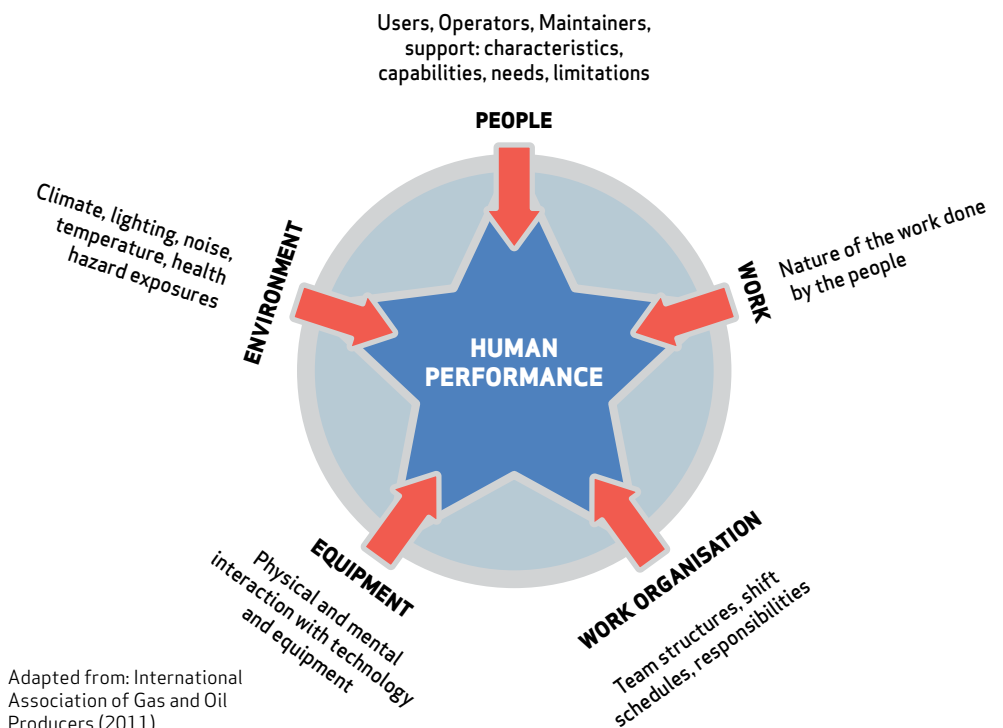 Users, Operators, Maintainers,
support: characteristics,
capabilities, needs, limitations
PEOPLE
Climate, lighting, noise,
temperature, health
hazard exposures
ENVIRONMENT
WORK
Nature of the work done
by the people
HUMAN
PERFORMANCE
EQUIPMENT
Physical and mental
interaction with technology
and equipment
WORK ORGANISATION
Team structures, shift
schedules, responsibilities
Adapted from: International
Association of Gas and Oil
Producers (2011)